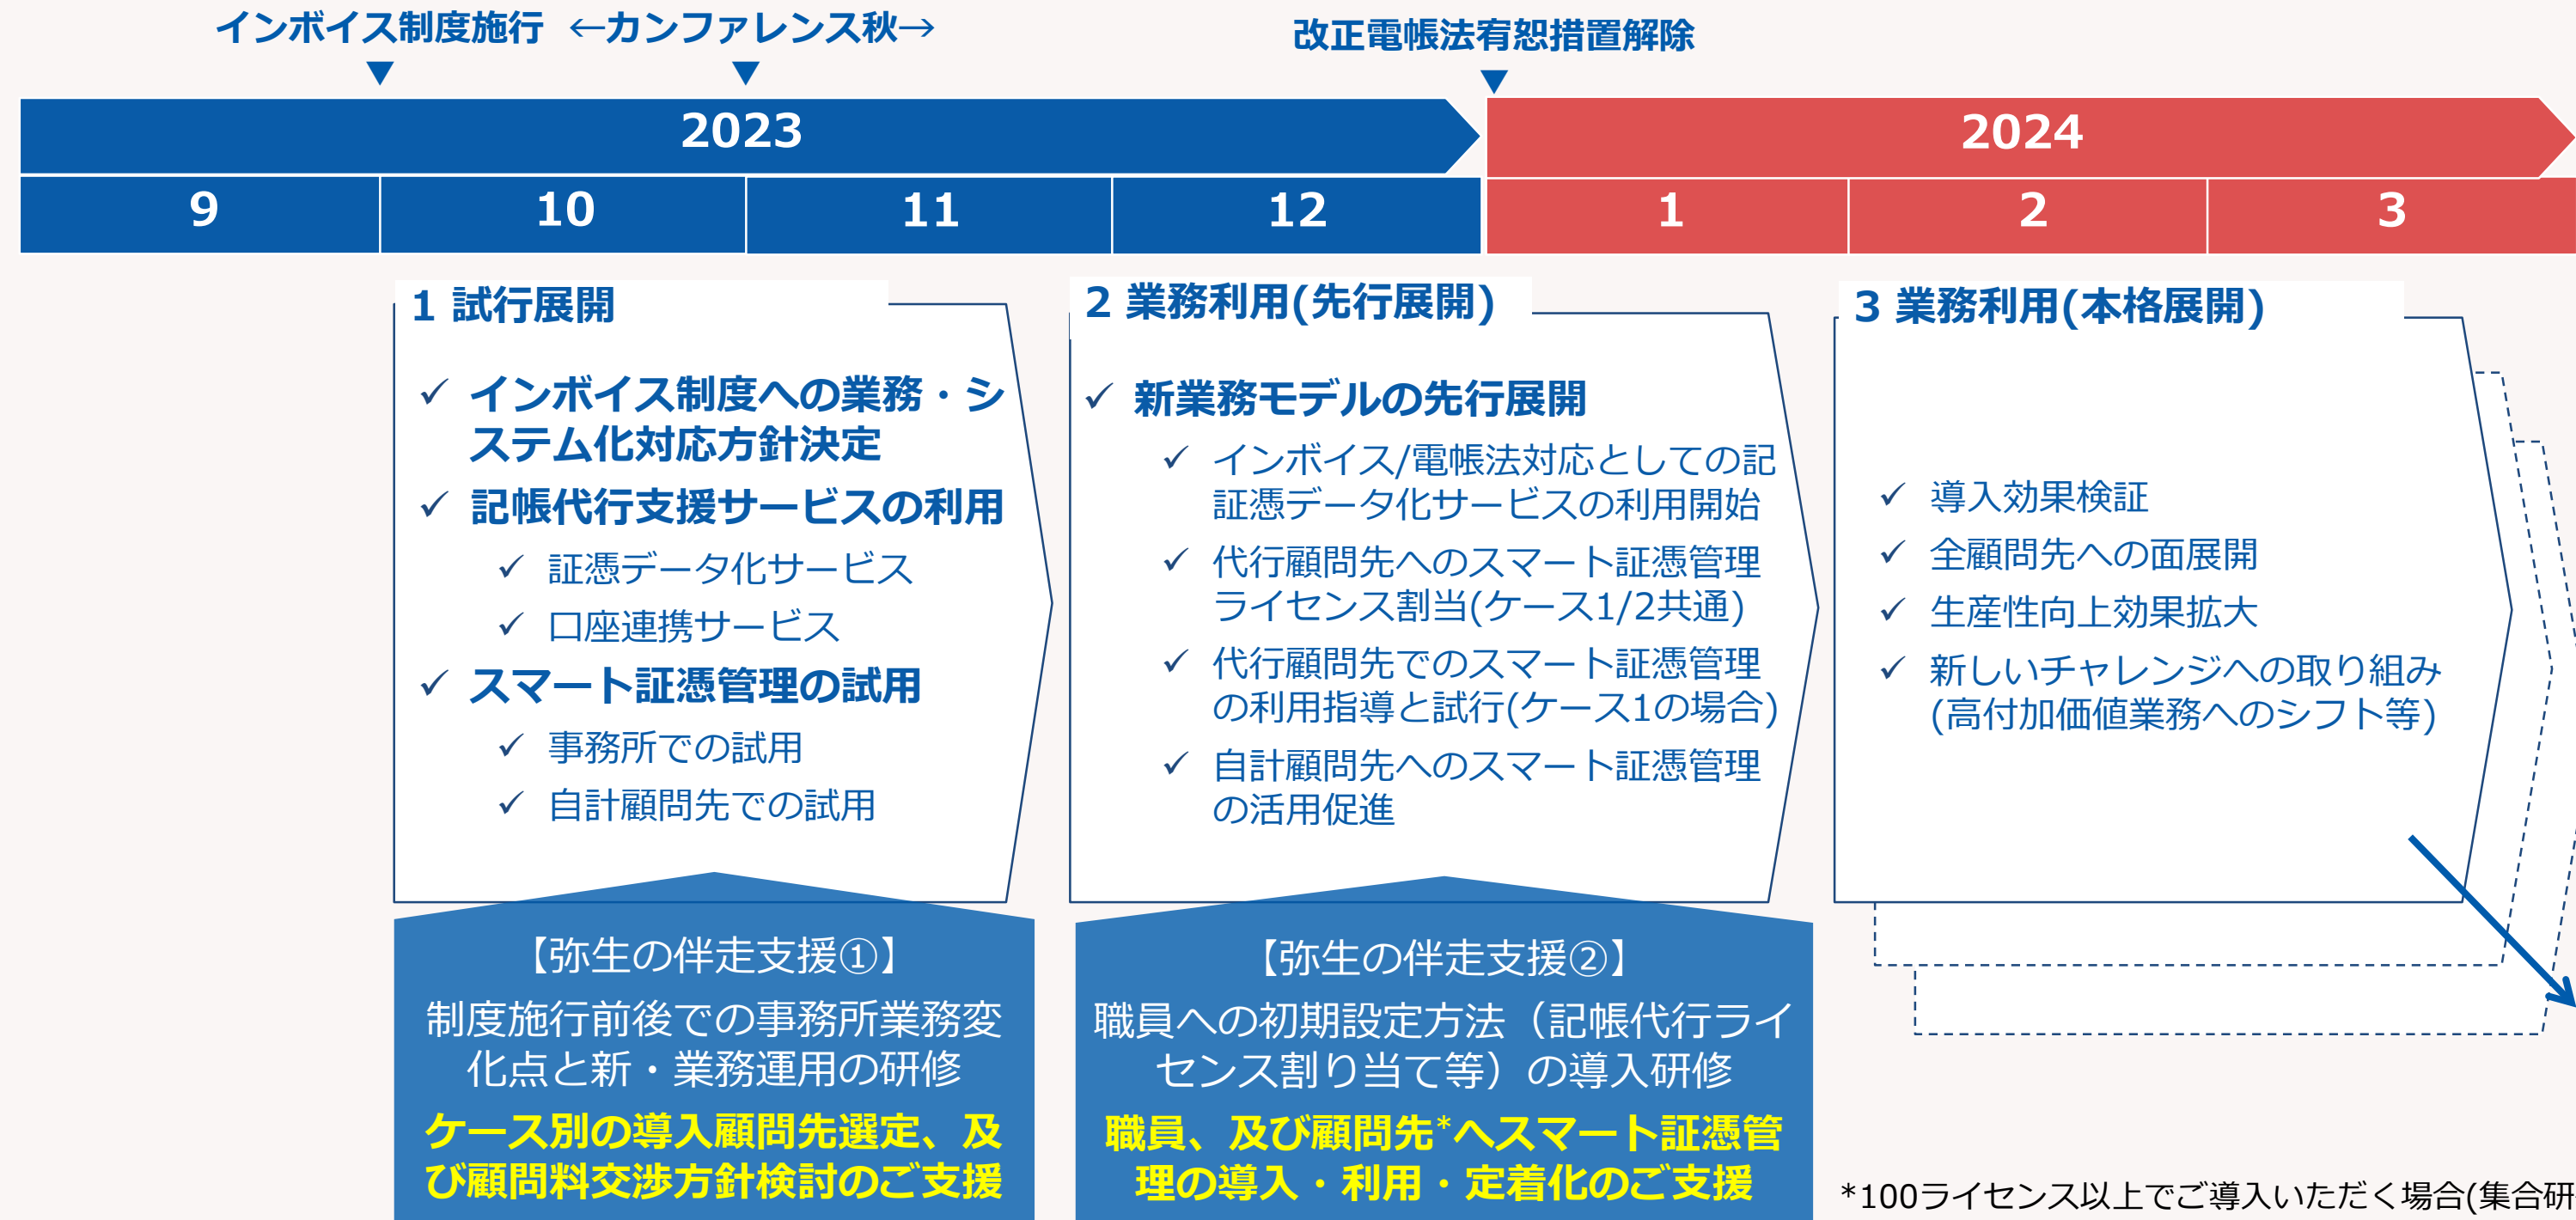 インボイス制度施行 ←カンファレンス秋→
改正電帳法宥恕措置解除
2023
2024
9
10
11
12
1
2
3
1 試行展開
✓ インボイス制度への業務・シ
ステム化対応方針決定
✓ 記帳代行支援サービスの利用
✓ 証憑データ化サービス
✓ 口座連携サービス
✓ スマート証憑管理の試用
✓ 事務所での試用
✓ 自計顧問先での試用
2 業務利用(先行展開)
✓ 新業務モデルの先行展開
✓ インボイス/電帳法対応としての記
証憑データ化サービスの利用開始
✓ 代行顧問先へのスマート証憑管理
ライセンス割当(ケース1/2共通)
✓ 代行顧問先でのスマート証憑管理
の利用指導と試行(ケース1の場合)
✓ 自計顧問先へのスマート証憑管理
の活用促進
3 業務利用(本格展開)
✓ 導入効果検証
✓ 全顧問先への面展開
✓ 生産性向上効果拡大
✓ 新しいチャレンジへの取り組み
(高付加価値業務へのシフト等)
【弥生の伴走支援①】
制度施行前後での事務所業務変
化点と新・業務運用の研修
ケース別の導入顧問先選定、及
び顧問料交渉方針検討のご支援
【弥生の伴走支援②】
職員への初期設定方法（記帳代行ライ
センス割り当て等）の導入研修
職員、及び顧問先*へスマート証憑管
理の導入・利用・定着化のご支援
*100ライセンス以上でご導入いただく場合(集合研